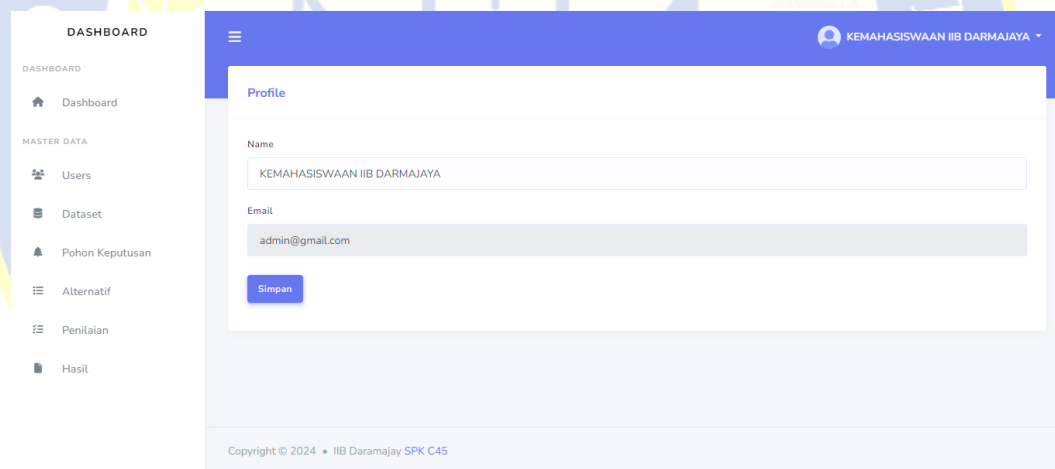 DASHBOARD
KEMAHASISWAAN IIB DARMAJAYA
DASHBOARD
Dashboard
MASTER DATA
Users
Dataset
Pohon Keputusan
Alternatif
Penilaian
Hasil
Profile
Name
KEMAHASISWAAN IIB DARMAJAYA
Email
admin@gmail.com
Simpan
Copyright © 2024 • IIB Daramajay SPK C45